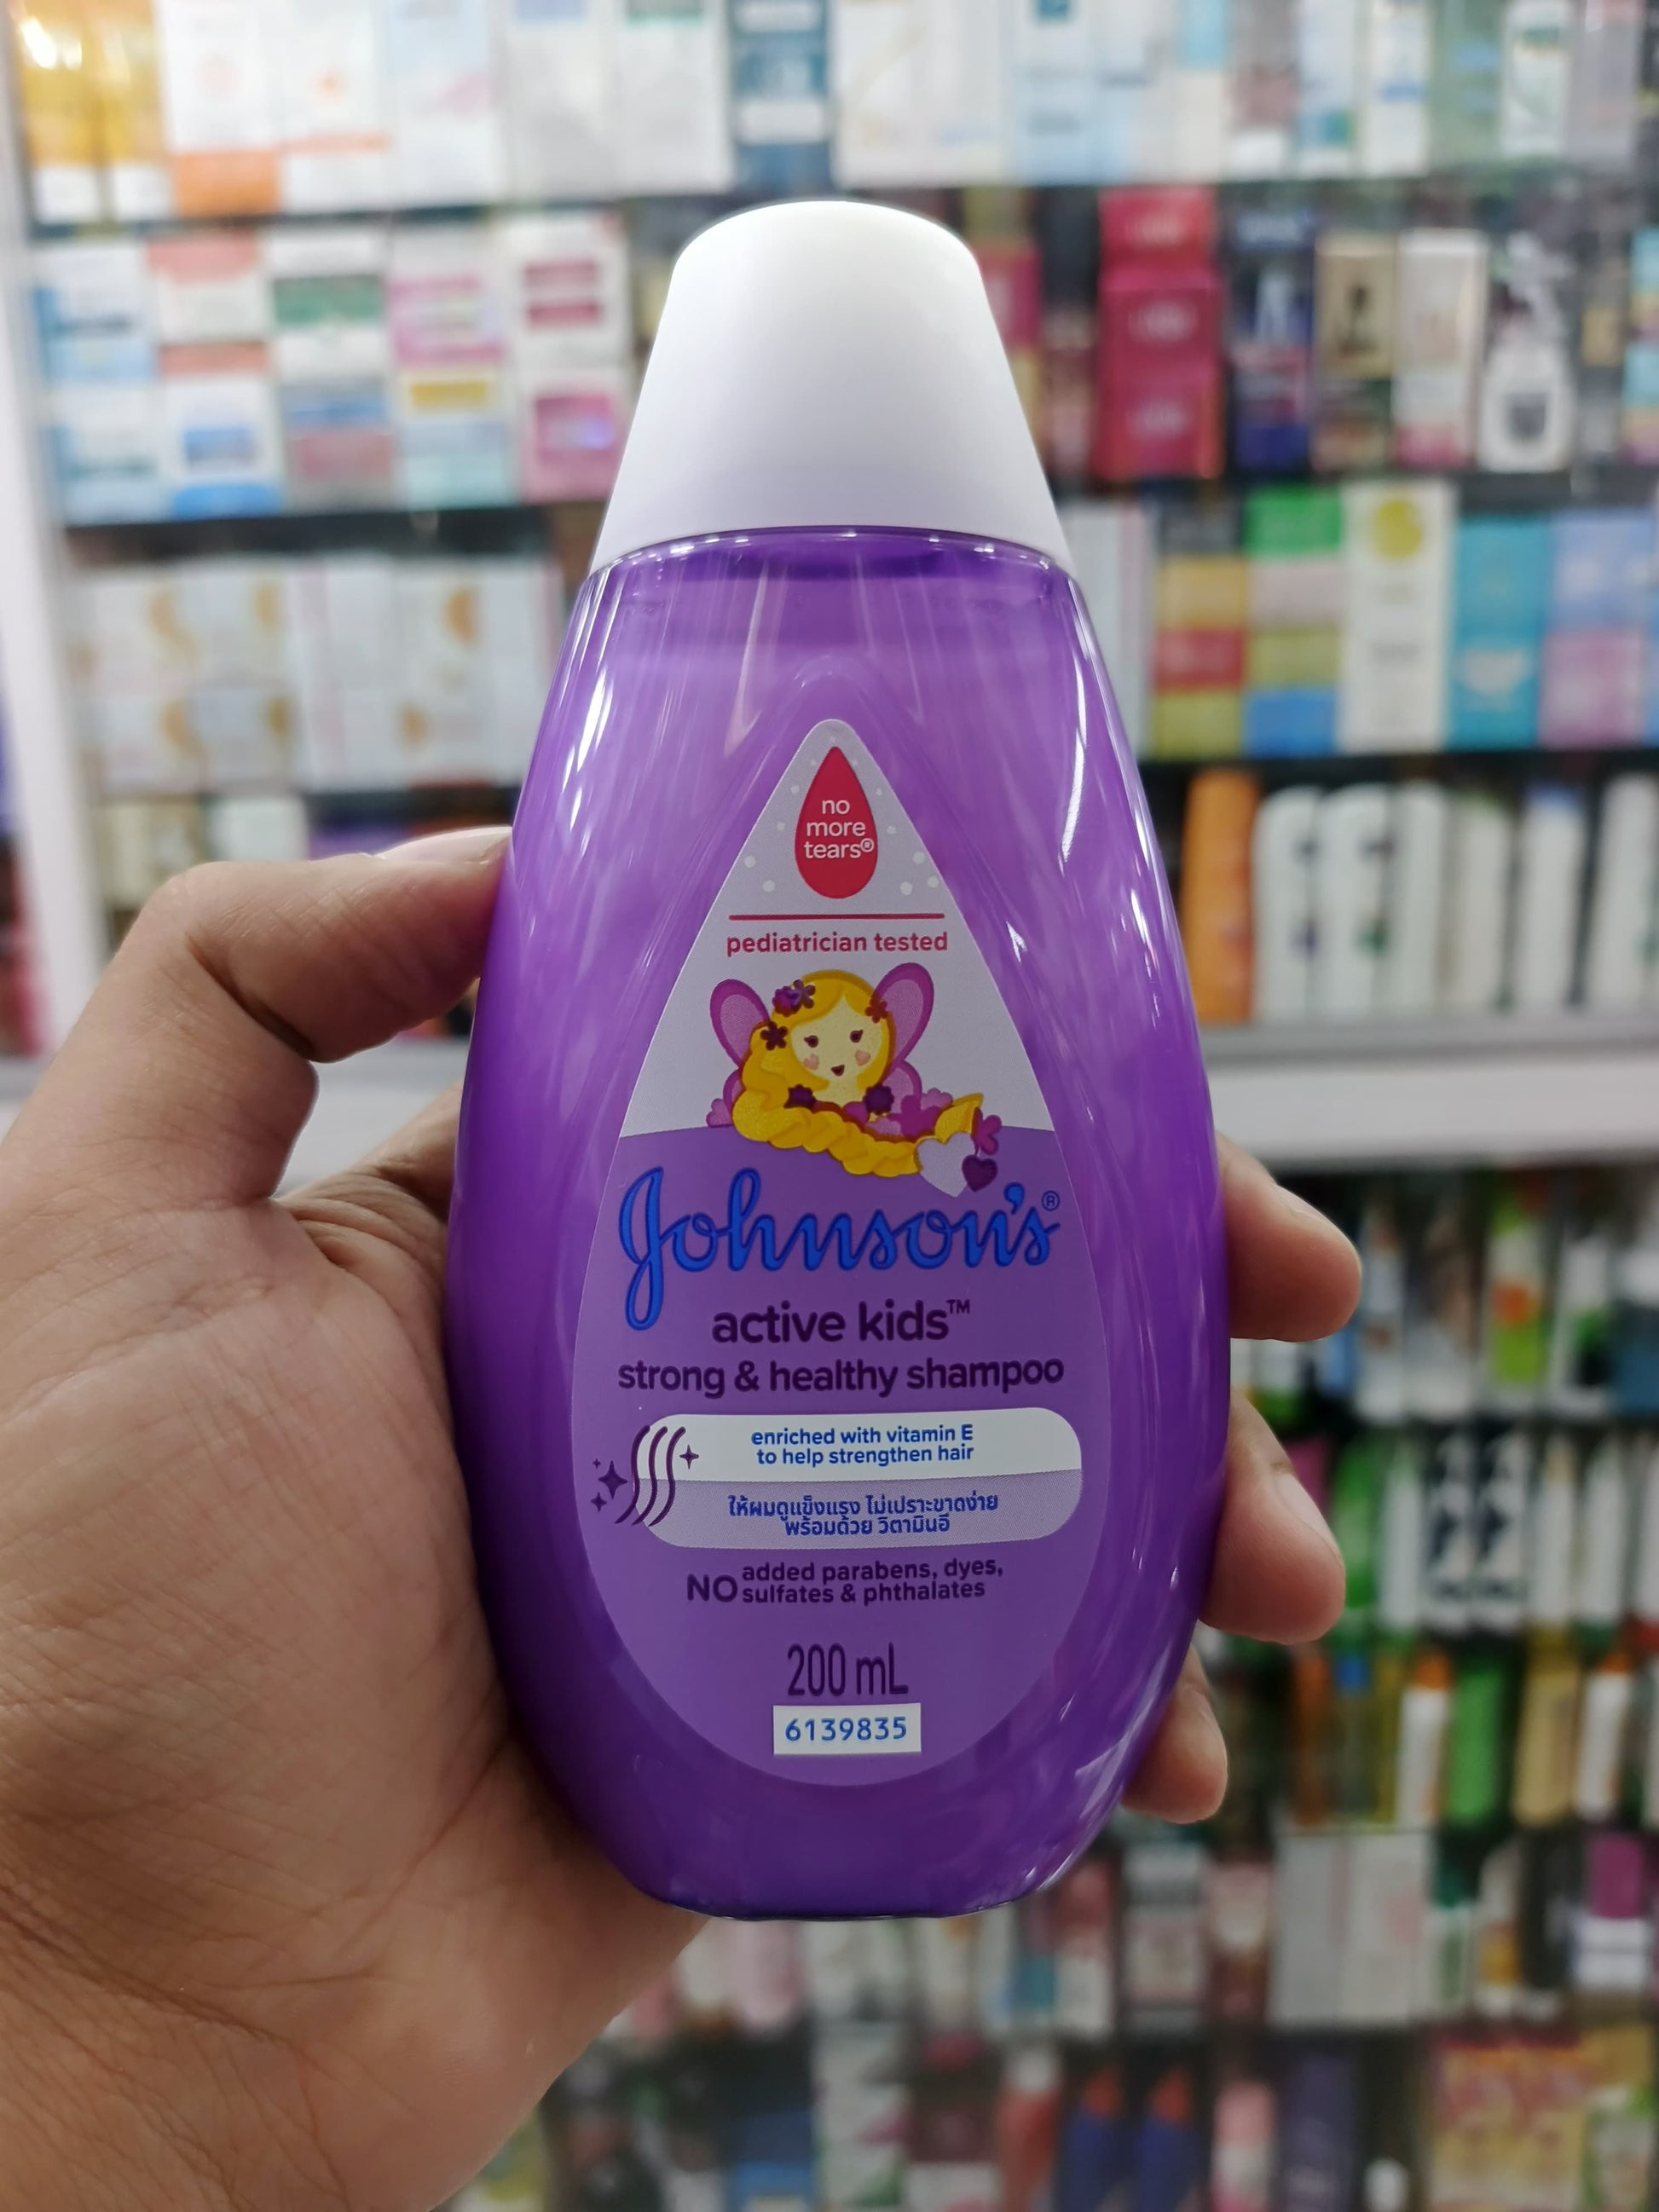 no
more
tears®
pediatrician tested
Johnson's®
active kids™
strong & healthy shampoo
enriched with vitamin E
to help strengthen hair
ให้ผมดูแข็งแรง ไม่เปราะขาดง่าย
พร้อมด้วย วิตามินอี
NO added parabens, dyes,
sulfates & phthalates
200 mL
6139835